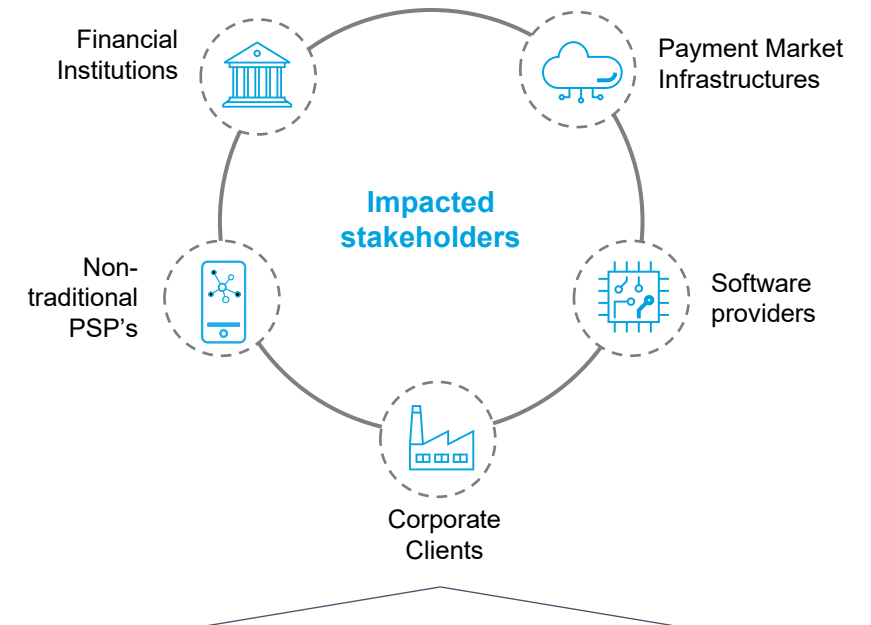 Financial
Institutions
Payment Market
Infrastructures
Impacted
stakeholders
Non-
traditional
PSP's
Software
providers
Corporate
Clients